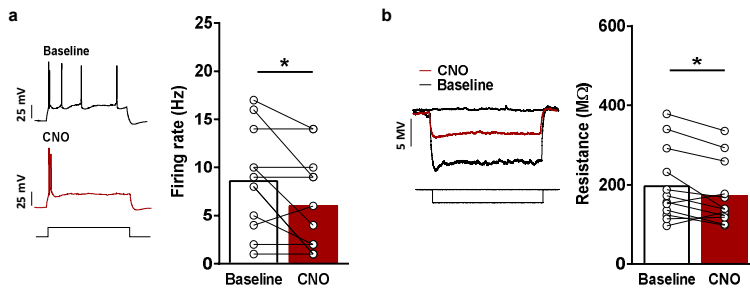 a
Baseline
25 mV
CNO
25 mV
Firing rate (Hz)
25
20
15
10
5
0
*
Baseline CNO
b
CNO
Baseline
5 MV
Resistance (MΩ)
600
400
200
0
*
Baseline CNO